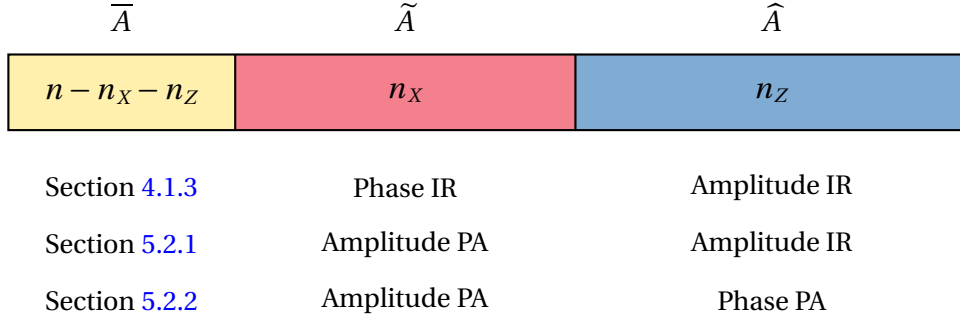 A̅ Ã Â
n − n_X − n_Z n_X n_Z
Section 4.1.3 Phase IR Amplitude IR
Section 5.2.1 Amplitude PA Amplitude IR
Section 5.2.2 Amplitude PA Phase PA